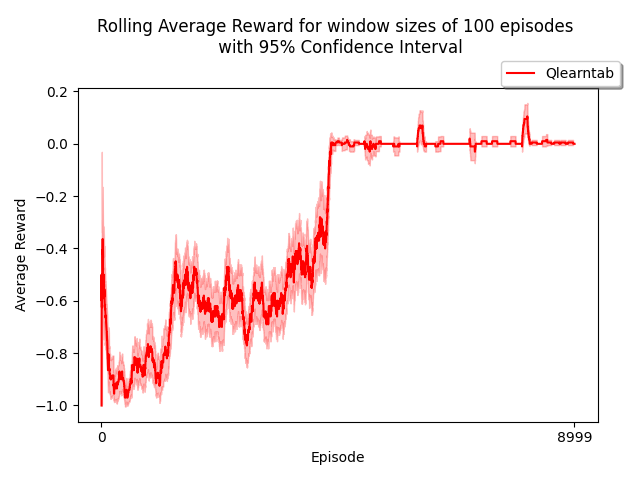 Rolling Average Reward for window sizes of 100 episodes
with 95% Confidence Interval
Qlearntab
0.2
0.0
−0.2
−0.4
−0.6
−0.8
−1.0
Average Reward
0
8999
Episode